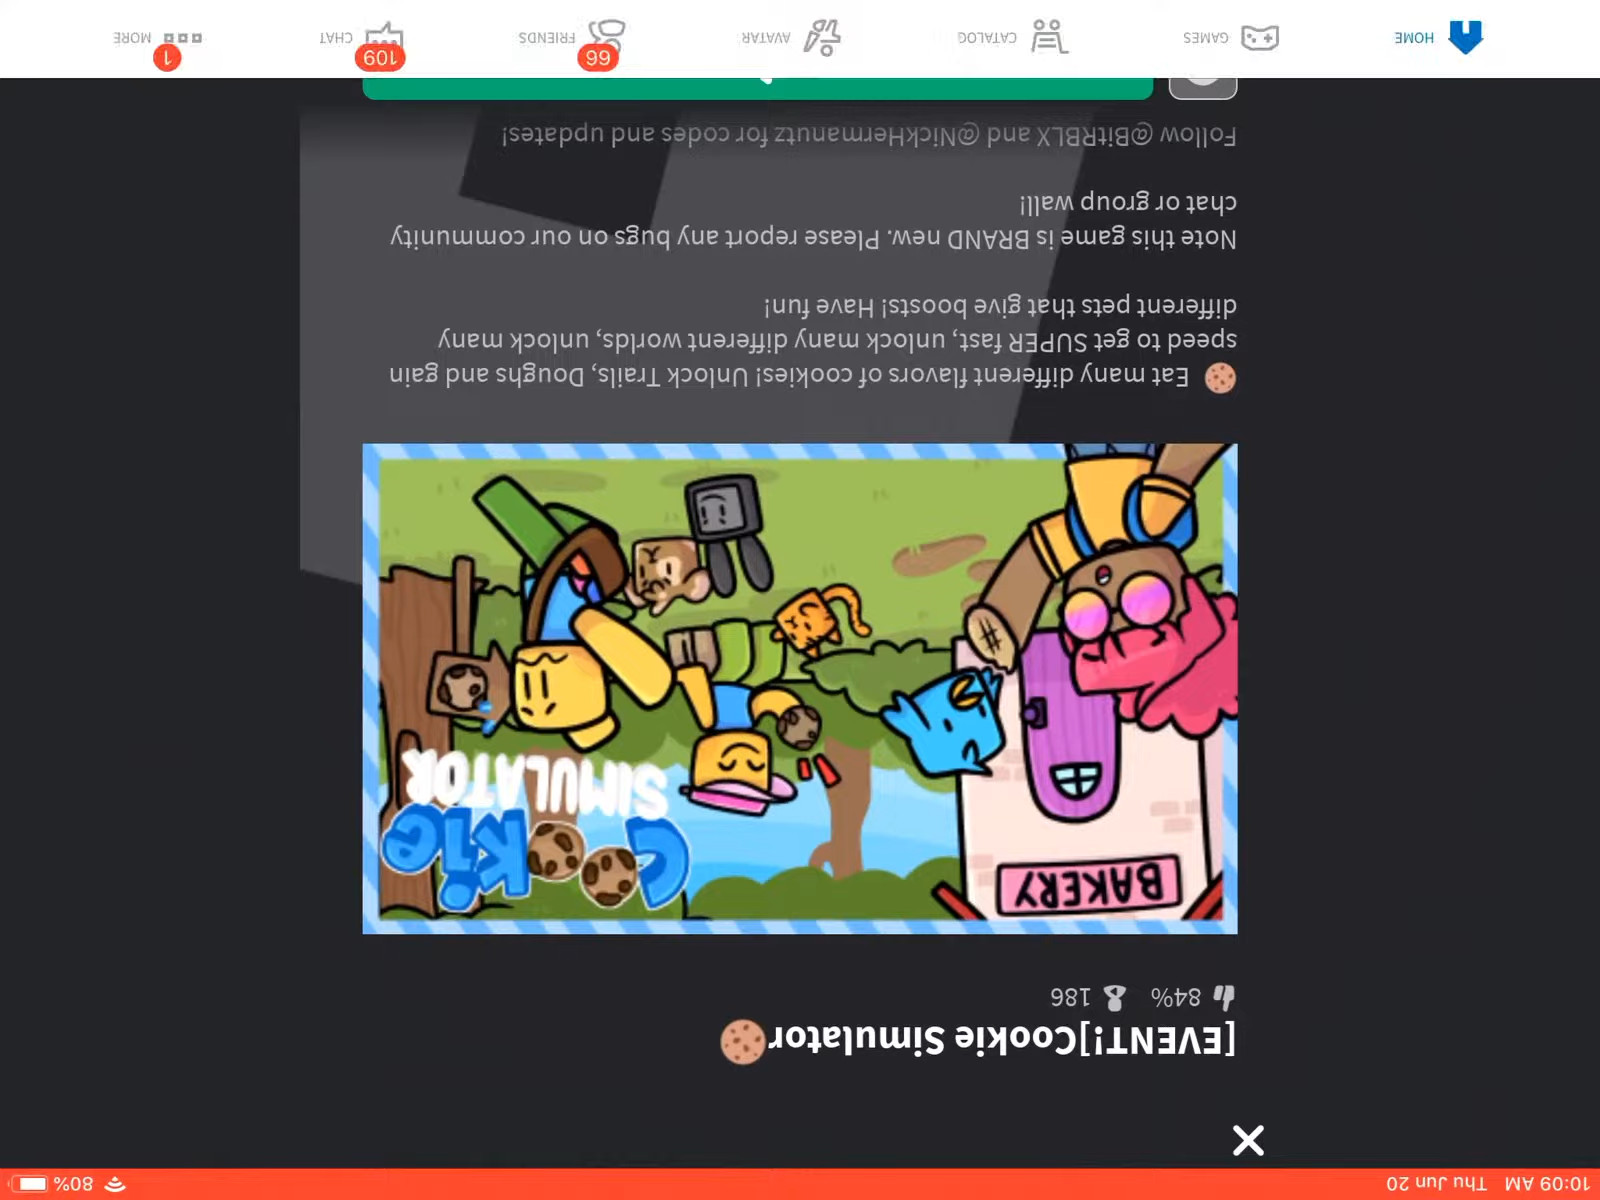 10:09 AM Thu Jun 20
80%
[EVENT!]Cookie Simulator
84% 186
BAKERY
Cookie
SIMULATOR
Eat many different flavors of cookies! Unlock Trails, Doughs and gain
speed to get SUPER fast, unlock many different worlds, unlock many
different pets that give boosts! Have fun!
Note this game is BRAND new. Please report any bugs on our community
chat or group wall!
Follow @BitRBLX and @NickHermanutz for codes and updates!
HOME
GAMES
CATALOG
AVATAR
FRIENDS
66
CHAT
109
MORE
1